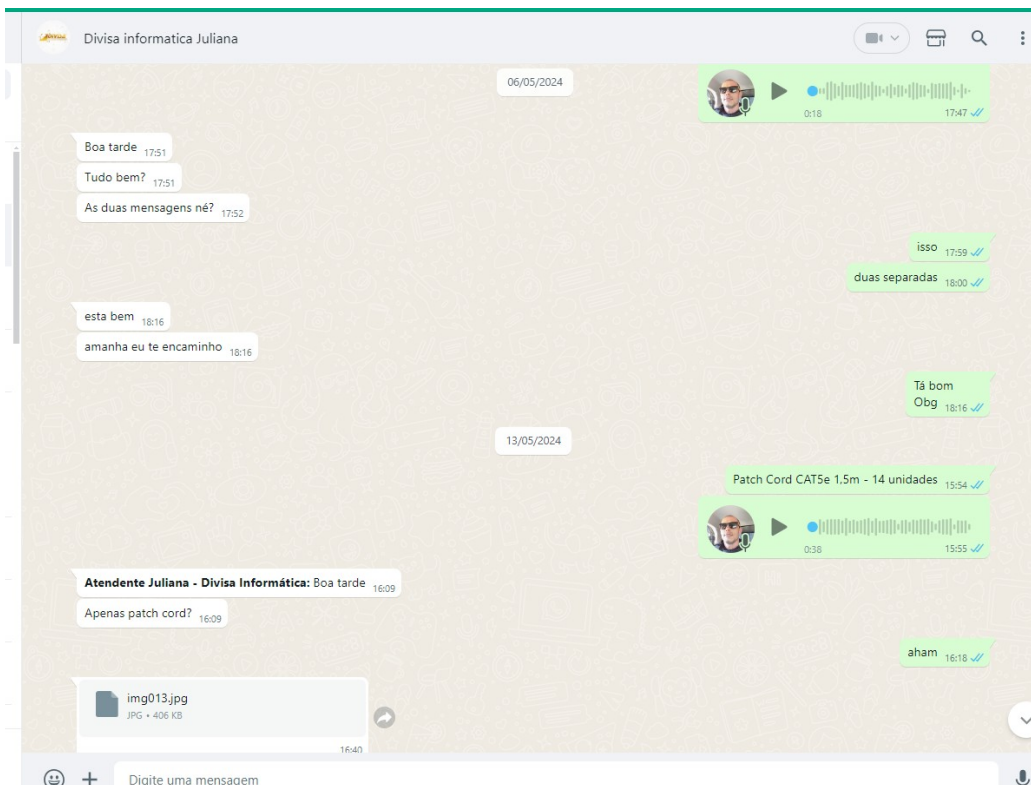 Divisa informatica Juliana
06/05/2024
0:18 17:47
Boa tarde 17:51
Tudo bem? 17:51
As duas mensagens né? 17:52
isso 17:59
duas separadas 18:00
esta bem 18:16
amanha eu te encaminho 18:16
Tá bom
Obg 18:16
13/05/2024
Patch Cord CAT5e 1,5m - 14 unidades 15:54
0:38 15:55
Atendente Juliana - Divisa Informática: Boa tarde 16:09
Apenas patch cord? 16:09
aham 16:18
img013.jpg
JPG • 406 KB
16:40
Digite uma mensagem